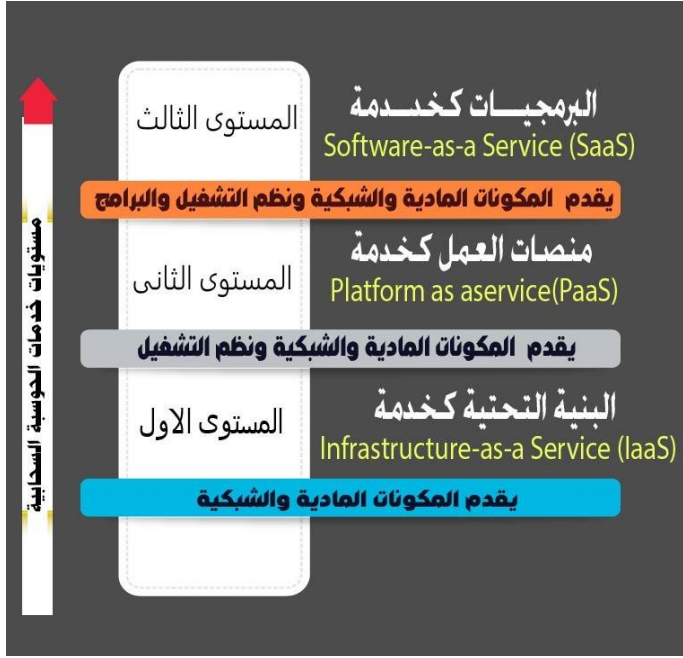 البرمجيات كخدمة
المستوى الثالث
Software-as-a Service (SaaS)
يقدم المكونات المادية والشبكية ونظم التشغيل والبرامج
منصات العمل كخدمة
المستوى الثانى
Platform as aservice(PaaS)
يقدم المكونات المادية والشبكية ونظم التشغيل
البنية التحتية كخدمة
المستوى الاول
Infrastructure-as-a Service (IaaS)
يقدم المكونات المادية والشبكية
مستويات خدمات الحوسبة السحابية